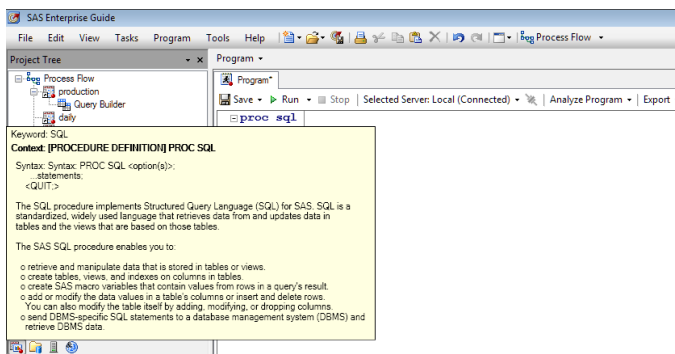 SAS Enterprise Guide
File Edit View Tasks Program Tools Help Process Flow
Project Tree
Program
Process Flow
production
Query Builder
daily
Program*
Save Run Stop Selected Server: Local (Connected) Analyze Program Export
proc sql
Keyword: SQL
Context: [PROCEDURE DEFINITION] PROC SQL
Syntax: Syntax: PROC SQL <option(s)>;
...statements;
<QUIT;>
The SQL procedure implements Structured Query Language (SQL) for SAS. SQL is a
standardized, widely used language that retrieves data from and updates data in
tables and the views that are based on those tables.
The SAS SQL procedure enables you to:
o retrieve and manipulate data that is stored in tables or views.
o create tables, views, and indexes on columns in tables.
o create SAS macro variables that contain values from rows in a query's result.
o add or modify the data values in a table's columns or insert and delete rows.
You can also modify the table itself by adding, modifying, or dropping columns.
o send DBMS-specific SQL statements to a database management system (DBMS) and
retrieve DBMS data.